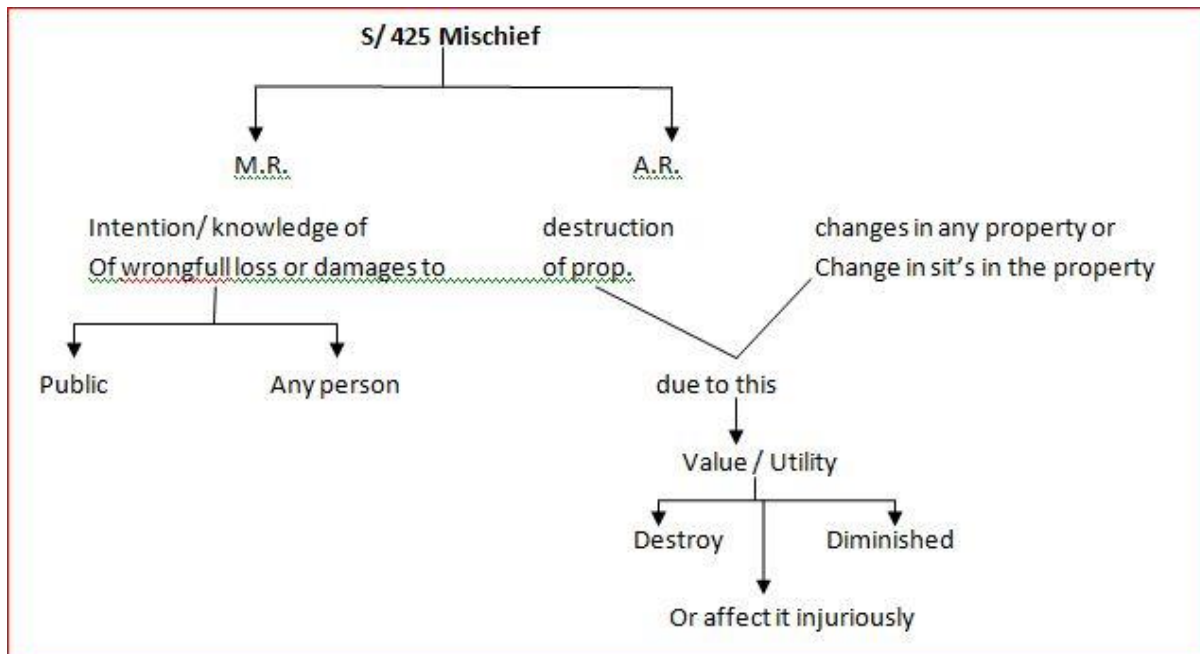 S/ 425 Mischief
M.R.
A.R.
Intention/ knowledge of
Of wrongfull loss or damages to
destruction
of prop.
changes in any property or
Change in sit's in the property
Public
Any person
due to this
Value / Utility
Destroy
Diminished
Or affect it injuriously